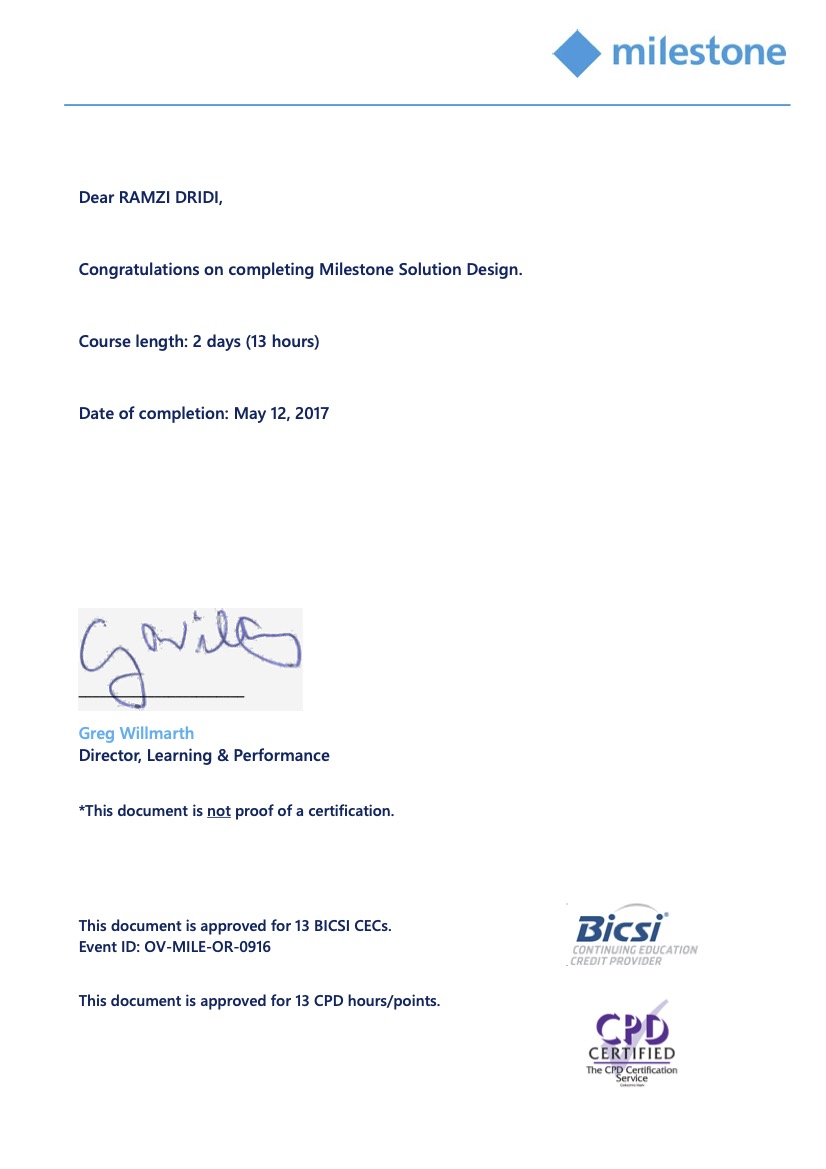 milestone
Dear RAMZI DRIDI,
Congratulations on completing Milestone Solution Design.
Course length: 2 days (13 hours)
Date of completion: May 12, 2017
Greg Willmarth
Director, Learning & Performance
*This document is not proof of a certification.
This document is approved for 13 BICSI CECs.
Event ID: OV-MILE-OR-0916
Bicsi®
CONTINUING EDUCATION
CREDIT PROVIDER
This document is approved for 13 CPD hours/points.
CPD
CERTIFIED
The CPD Certification
Service